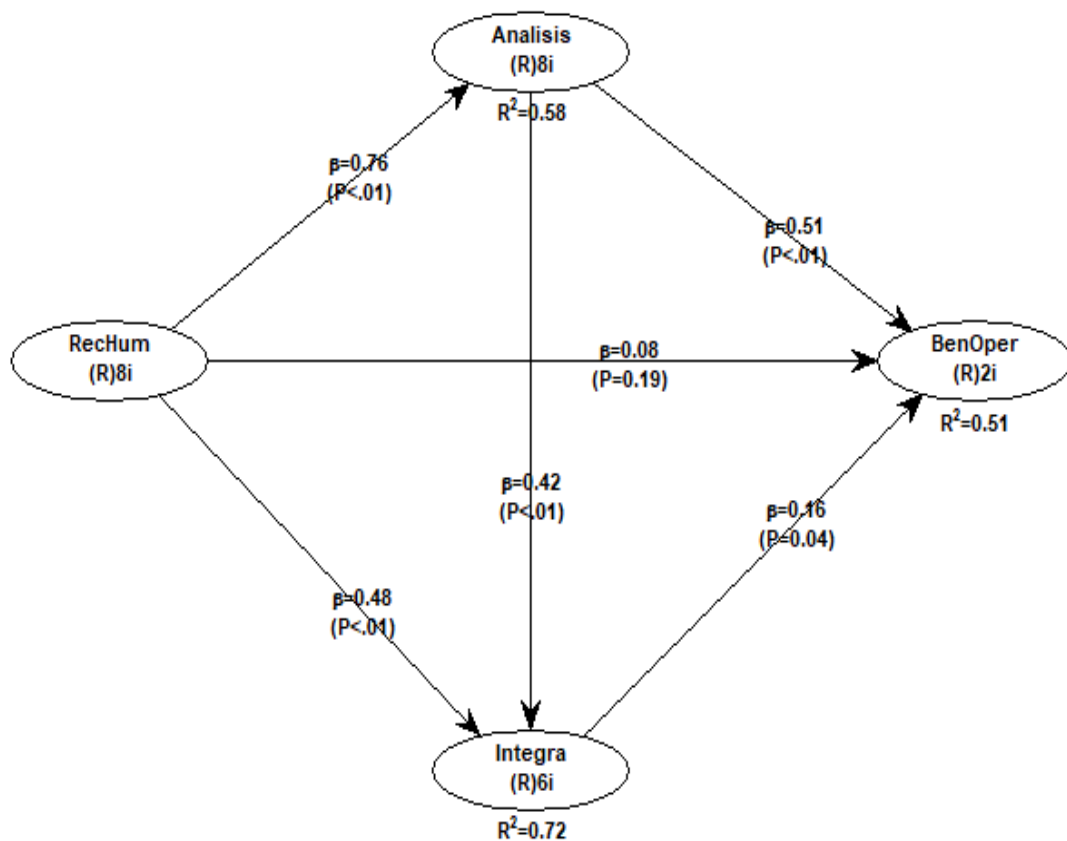 Analisis
(R)8i
R²=0.58
β=0.76
(P<.01)
β=0.51
(P<.01)
RecHum
(R)8i
β=0.08
(P=0.19)
BenOper
(R)2i
R²=0.51
β=0.42
(P<.01)
β=0.16
(P=0.04)
β=0.48
(P<.01)
Integra
(R)6i
R²=0.72